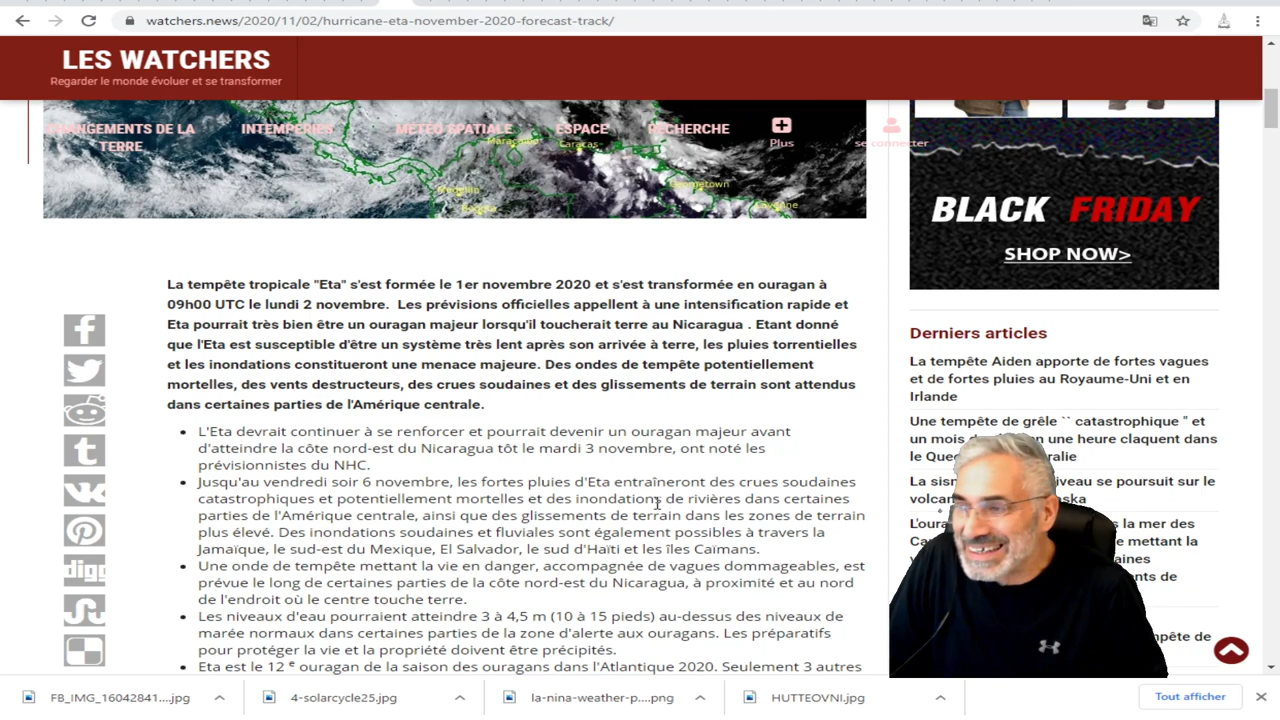 watchers.news/2020/11/02/hurricane-eta-november-2020-forecast-track/
LES WATCHERS
Regarder le monde évoluer et se transformer
CHANGEMENTS DE LA TERRE
INTEMPÉRIES
MÉTÉO SPATIALE
ESPACE
RECHERCHE
Plus
se connecter
Maracaibo
Caracas
Medellin
Bogota
Georgetown
Cayenne
BLACK FRIDAY
SHOP NOW>
La tempête tropicale "Eta" s'est formée le 1er novembre 2020 et s'est transformée en ouragan à
09h00 UTC le lundi 2 novembre. Les prévisions officielles appellent à une intensification rapide et
Eta pourrait très bien être un ouragan majeur lorsqu'il toucherait terre au Nicaragua . Etant donné
que l'Eta est susceptible d'être un système très lent après son arrivée à terre, les pluies torrentielles
et les inondations constitueront une menace majeure. Des ondes de tempête potentiellement
mortelles, des vents destructeurs, des crues soudaines et des glissements de terrain sont attendus
dans certaines parties de l'Amérique centrale.
L'Eta devrait continuer à se renforcer et pourrait devenir un ouragan majeur avant
d'atteindre la côte nord-est du Nicaragua tôt le mardi 3 novembre, ont noté les
prévisionnistes du NHC.
Jusqu'au vendredi soir 6 novembre, les fortes pluies d'Eta entraîneront des crues soudaines
catastrophiques et potentiellement mortelles et des inondations de rivières dans certaines
parties de l'Amérique centrale, ainsi que des glissements de terrain dans les zones de terrain
plus élevé. Des inondations soudaines et fluviales sont également possibles à travers la
Jamaïque, le sud-est du Mexique, El Salvador, le sud d'Haïti et les îles Caïmans.
Une onde de tempête mettant la vie en danger, accompagnée de vagues dommageables, est
prévue le long de certaines parties de la côte nord-est du Nicaragua, à proximité et au nord
de l'endroit où le centre touche terre.
Les niveaux d'eau pourraient atteindre 3 à 4,5 m (10 à 15 pieds) au-dessus des niveaux de
marée normaux dans certaines parties de la zone d'alerte aux ouragans. Les préparatifs
pour protéger la vie et la propriété doivent être précipités.
Eta est le 12 e ouragan de la saison des ouragans dans l'Atlantique 2020. Seulement 3 autres
Derniers articles
La tempête Aiden apporte de fortes vagues
et de fortes pluies au Royaume-Uni et en
Irlande
Une tempête de grêle `` catastrophique " et
un mois en une heure claquent dans
le
La niveau se poursuit sur le
la mer des
mettant la
de
digg
FB_IMG_16042841....jpg
4-solarcycle25.jpg
la-nina-weather-p....png
HUTTEOVNI.jpg
Tout afficher